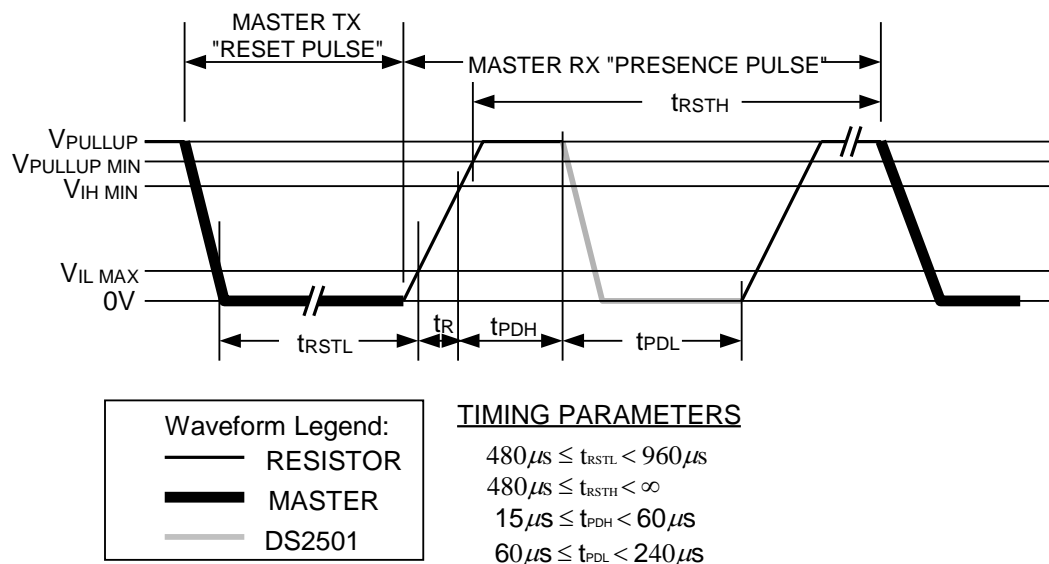 MASTER TX
"RESET PULSE"
MASTER RX "PRESENCE PULSE"
tRSTH
VPULLUP
VPULLUP MIN
VIH MIN
VIL MAX
0V
tRSTL
tR
tPDH
tPDL
Waveform Legend:
RESISTOR
MASTER
DS2501
TIMING PARAMETERS
480µs ≤ tRSTL < 960µs
480µs ≤ tRSTH < ∞
15µs ≤ tPDH < 60µs
60µs ≤ tPDL < 240µs